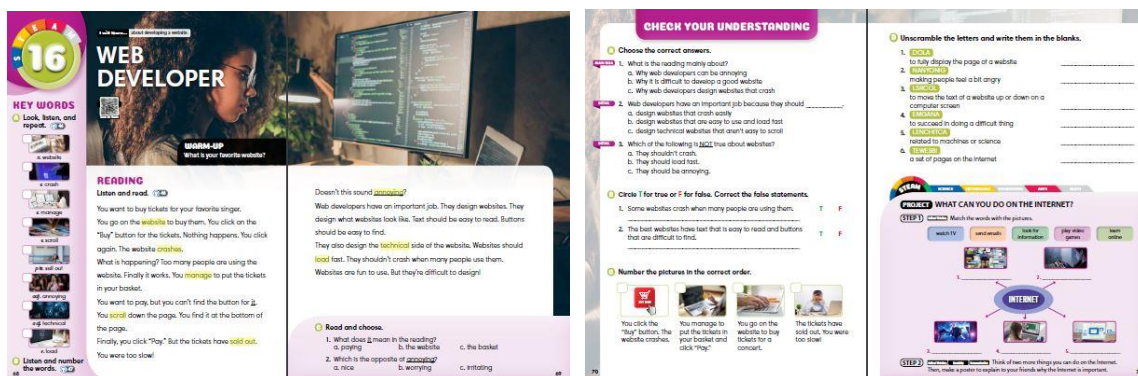 STEAM
16
I will learn...
about developing a website.
WEB
DEVELOPER
KEY WORDS
Look, listen, and
repeat.
n. website
v. crash
v. manage
v. scroll
phr. sell out
adj. annoying
adj. technical
v. load
Listen and number
the words.
68
WARM-UP
What is your favorite website?
READING
Listen and read.
You want to buy tickets for your favorite singer.
You go on the website to buy them. You click on the
"Buy" button for the tickets. Nothing happens. You click
again. The website crashes.
What is happening? Too many people are using the
website. Finally it works. You manage to put the tickets
in your basket.
You want to pay, but you can't find the button for it.
You scroll down the page. You find it at the bottom of
the page.
Finally, you click "Pay." But the tickets have sold out.
You were too slow!
Doesn't this sound annoying?
Web developers have an important job. They design websites. They
design what websites look like. Text should be easy to read. Buttons
should be easy to find.
They also design the technical side of the website. Websites should
load fast. They shouldn't crash when many people use them.
Websites are fun to use. But they're difficult to design!
Read and choose.
1. What does it mean in the reading?
a. paying b. the website c. the basket
2. Which is the opposite of annoying?
a. nice b. worrying c. irritating
69
CHECK YOUR UNDERSTANDING
Choose the correct answers.
1. What is the reading mainly about?
a. Why web developers can be annoying
b. Why it is difficult to develop a good website
c. Why web developers design websites that crash
2. Web developers have an important job because they should ________.
a. design websites that crash easily
b. design websites that are easy to use and load fast
c. design technical websites that aren't easy to scroll
3. Which of the following is NOT true about websites?
a. They shouldn't crash.
b. They should load fast.
c. They should be annoying.
Circle T for true or F for false. Correct the false statements.
1. Some websites crash when many people are using them. T F
2. The best websites have text that is easy to read and buttons
that are difficult to find. T F
Number the pictures in the correct order.
BUY NOW
You click the
"Buy" button. The
website crashes.
You manage to
put the tickets in
your basket and
click "Pay."
You go on the
website to buy
tickets for a
concert.
The tickets have
sold out. You were
too slow!
70
Unscramble the letters and write them in the blanks.
1. DOLA
to fully display the page of a website
2. NANYONIG
making people feel a bit angry
3. LSRCOL
to move the text of a website up or down on a
computer screen
4. EMGANA
to succeed in doing a difficult thing
5. LENCHITCA
related to machines or science
6. TEWESBI
a set of pages on the internet
STEAM
PROJECT WHAT CAN YOU DO ON THE INTERNET?
STEP 1 Match the words with the pictures.
watch TV
send emails
look for
information
play video
games
learn
online
1.
2.
INTERNET
3.
4.
5.
STEP 2 Think of two more things you can do on the Internet.
Then, make a poster to explain to your friends why the Internet is important.